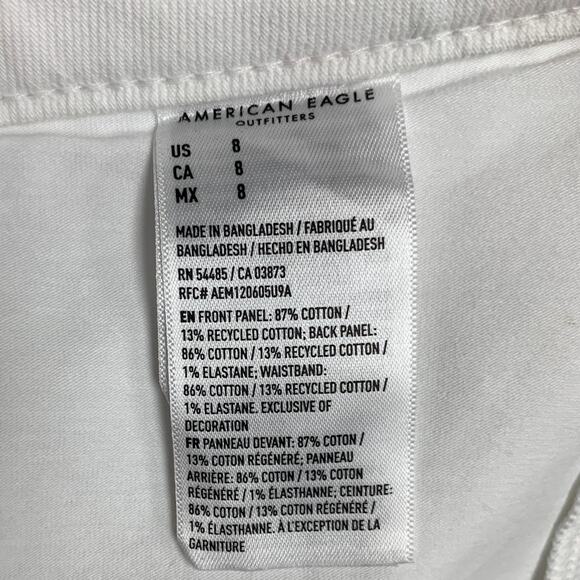 AMERICAN EAGLE
OUTFITTERS
US 8
CA 8
MX 8
MADE IN BANGLADESH / FABRIQUÉ AU
BANGLADESH / HECHO EN BANGLADESH
RN 54485 / CA 03873
RFC# AEM120605U9A
EN FRONT PANEL: 87% COTTON /
13% RECYCLED COTTON; BACK PANEL:
86% COTTON / 13% RECYCLED COTTON /
1% ELASTANE; WAISTBAND:
86% COTTON / 13% RECYCLED COTTON /
1% ELASTANE. EXCLUSIVE OF
DECORATION
FR PANNEAU DEVANT: 87% COTON /
13% COTON RÉGÉNÉRÉ; PANNEAU
ARRIÈRE: 86% COTON / 13% COTON
RÉGÉNÉRÉ / 1% ÉLASTHANNE; CEINTURE:
86% COTON / 13% COTON RÉGÉNÉRÉ /
1% ÉLASTHANNE. À L'EXCEPTION DE LA
GARNITURE